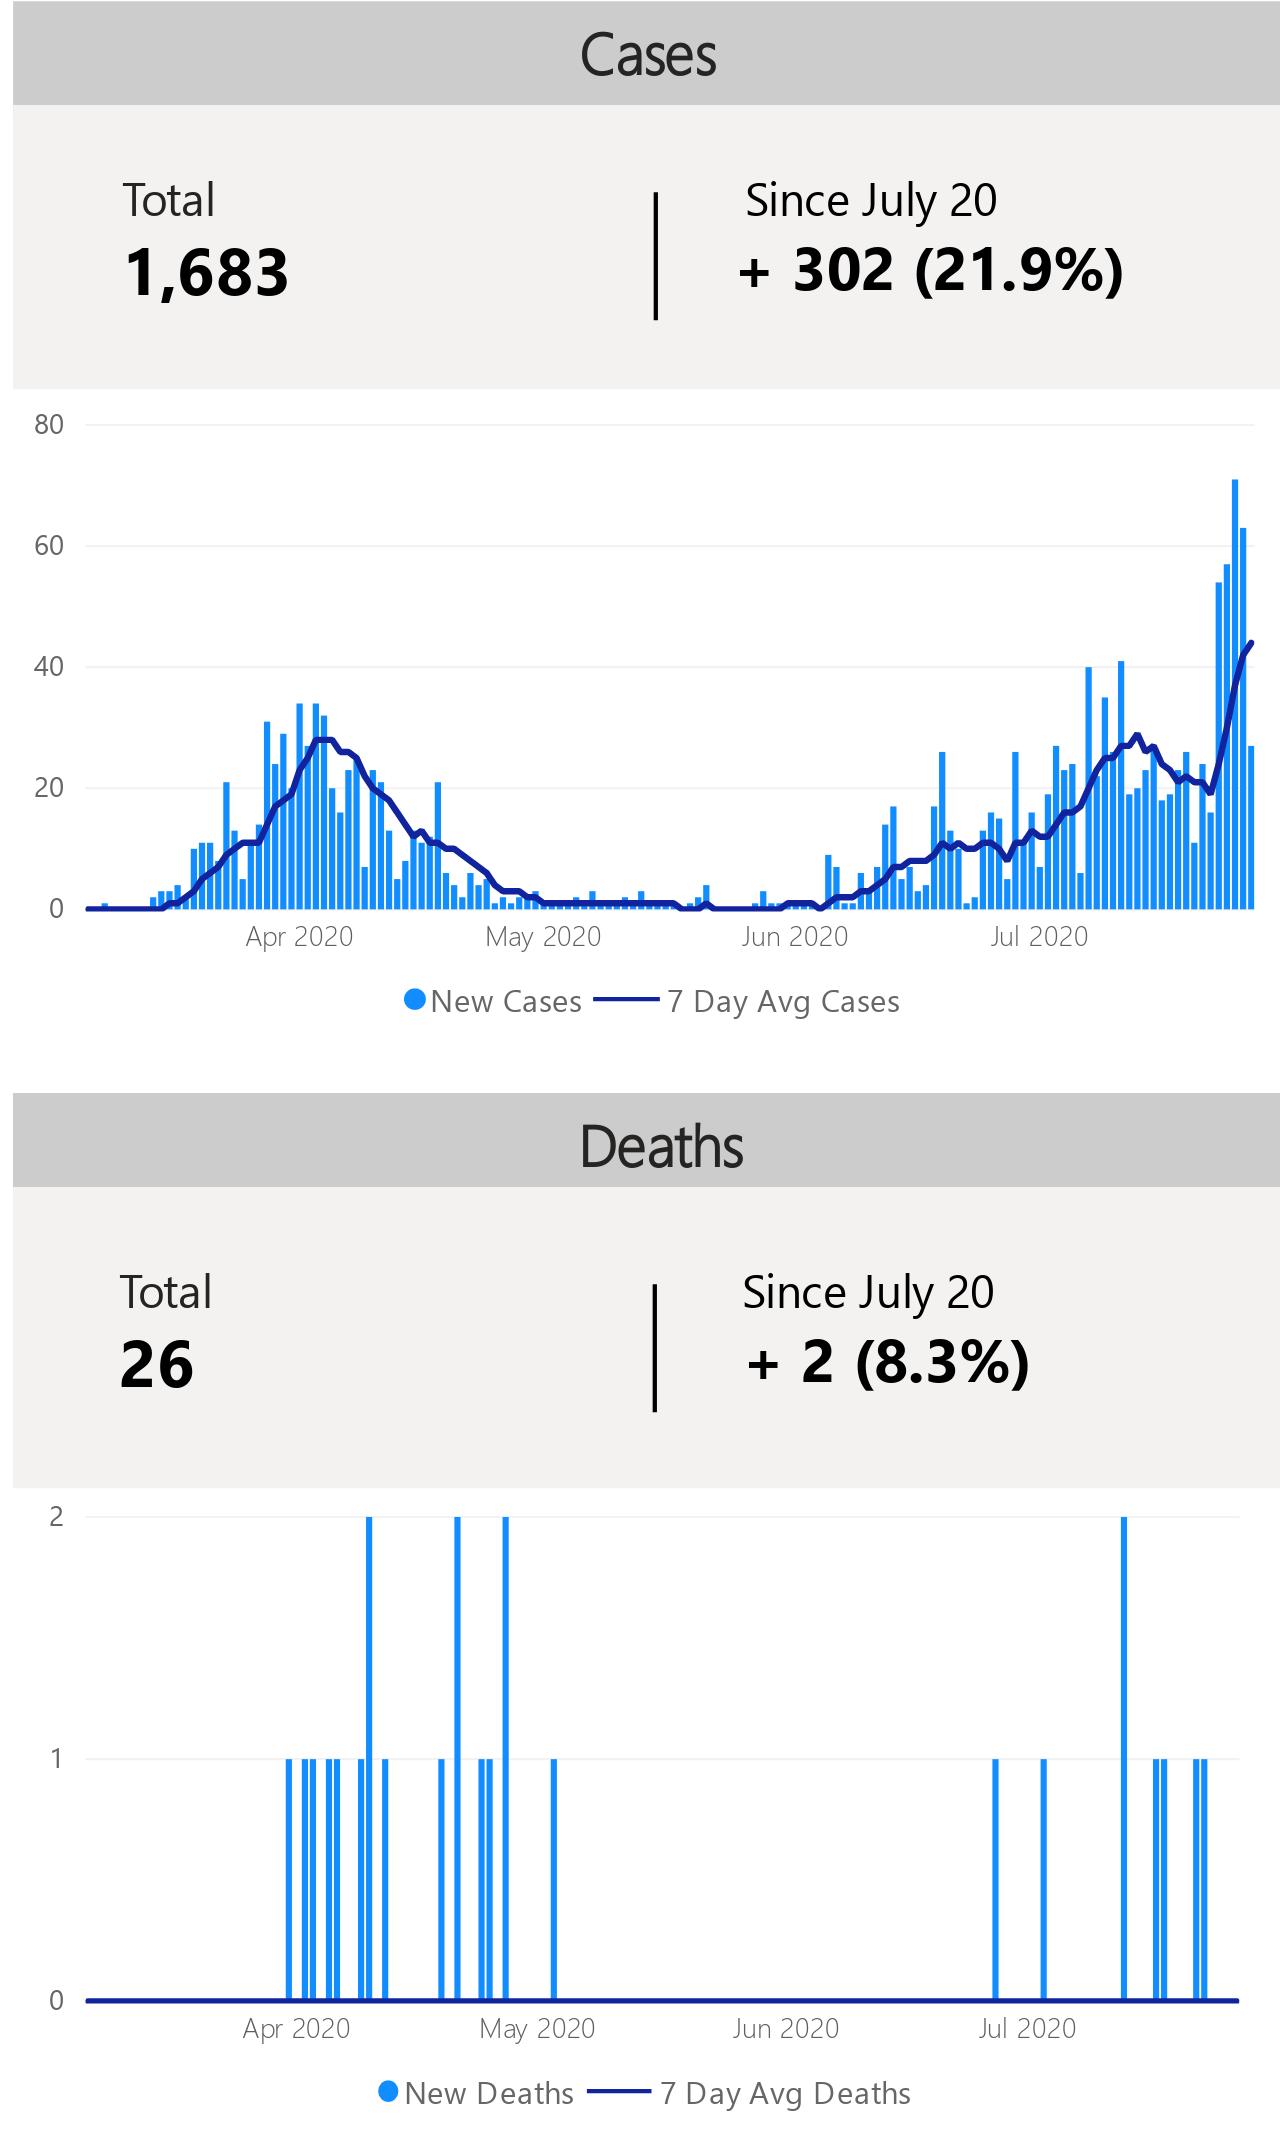 Cases
Total
Since July 20
1,683
+ 302 (21.9%)
80
60
40
20
0
Apr 2020
May 2020
Jun 2020
Jul 2020
New Cases
7 Day Avg Cases
Deaths
Total
Since July 20
26
+ 2 (8.3%)
2
1
0
Apr 2020
May 2020
Jun 2020
Jul 2020
New Deaths
7 Day Avg Deaths